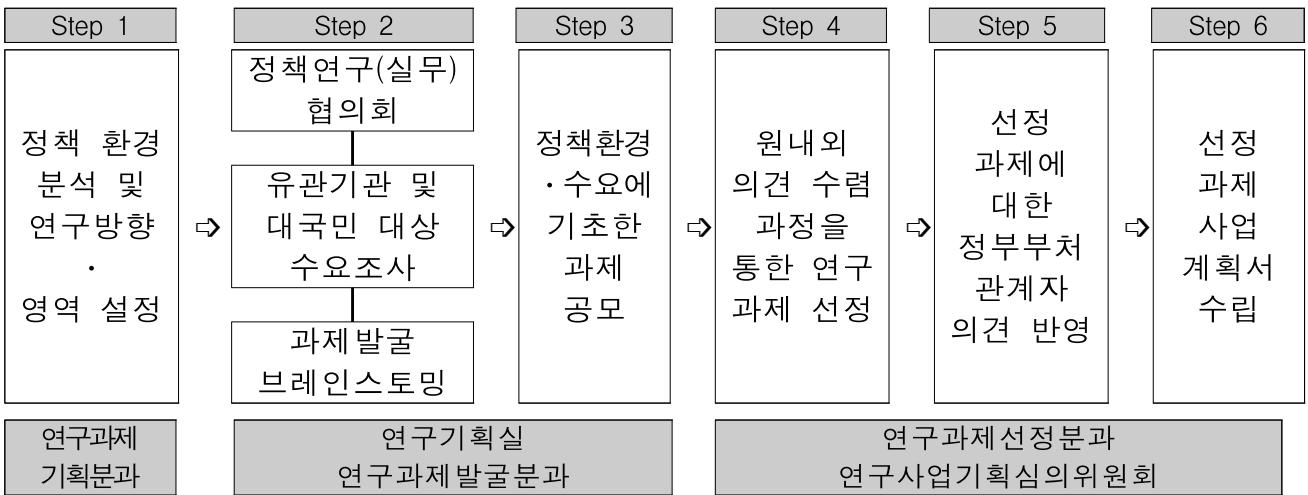 Step 1
Step 2
Step 3
Step 4
Step 5
Step 6
정책 환경
분석 및
연구방향
·
영역 설정
⇨
정책연구(실무)
협의회
유관기관 및
대국민 대상
수요조사
과제발굴
브레인스토밍
⇨
정책환경
·수요에
기초한
과제
공모
⇨
원내외
의견 수렴
과정을
통한 연구
과제 선정
⇨
선정
과제에
대한
정부부처
관계자
의견 반영
⇨
선정
과제
사업
계획서
수립
연구과제
기획분과
연구기획실
연구과제발굴분과
연구과제선정분과
연구사업기획심의위원회